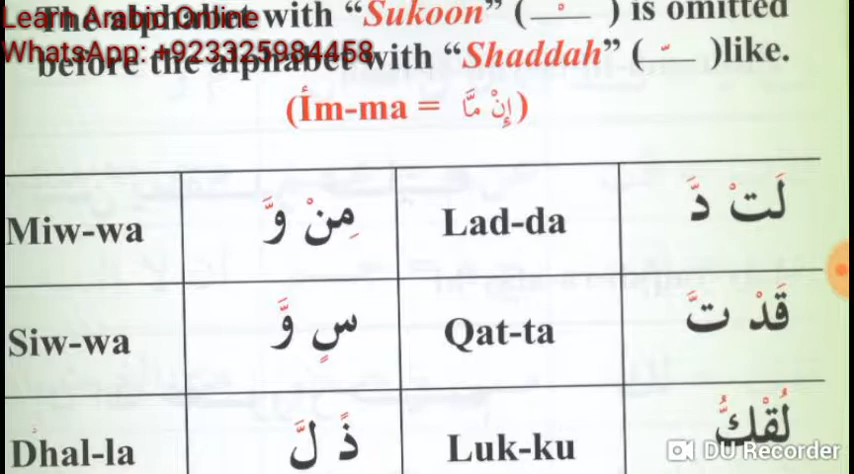 Learn Arabic Online
WhatsApp: +923325984458
The alphabet with “Sukoon” ( ْ ) is omitted
before the alphabet with “Shaddah” ( ّ )like.
(Im-ma = إِنْ مَّا)
Miw-wa مِنْ وَّ Lad-da لَتْ دَّ
Siw-wa سٍ وَّ Qat-ta قَدْ تَّ
Dhal-la ذً لَّ Luk-ku لُقْكُّ
DU Recorder